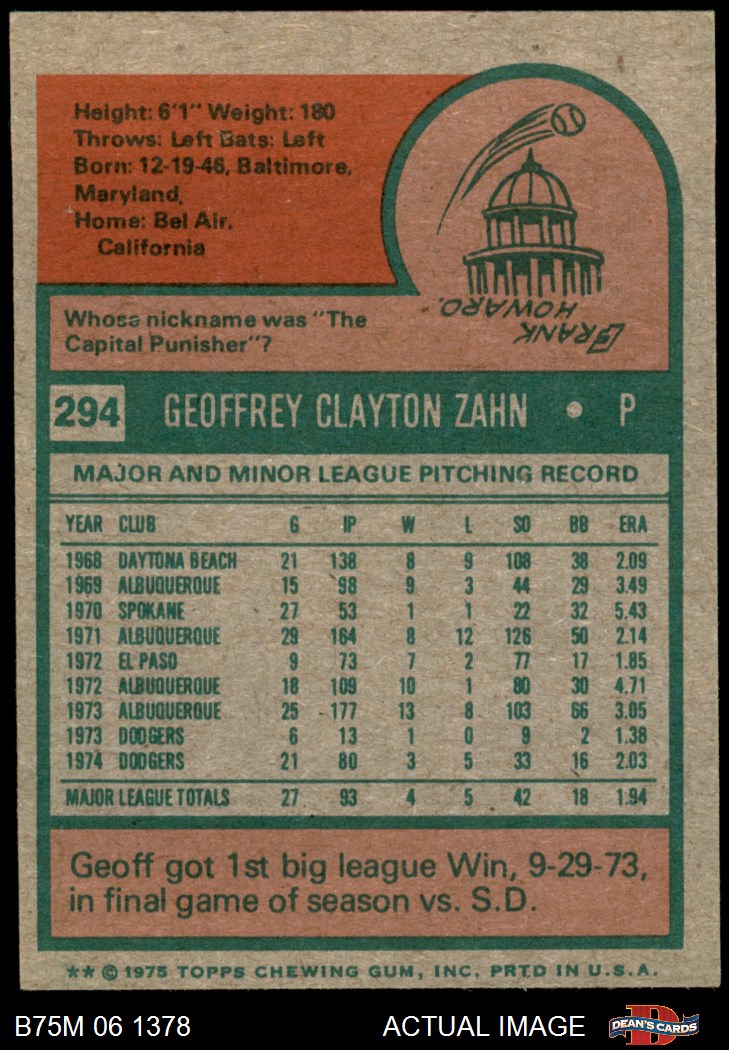 Height: 6'1" Weight: 180
Throws: Left Bats: Left
Born: 12-19-46, Baltimore,
Maryland,
Home: Bel Air,
California
Whose nickname was "The
Capital Punisher"?
FRANK
HOWARD.
294 GEOFFREY CLAYTON ZAHN • P
MAJOR AND MINOR LEAGUE PITCHING RECORD
YEAR CLUB G IP W L SO BB ERA
1968 DAYTONA BEACH 21 138 8 9 108 38 2.09
1969 ALBUQUERQUE 15 98 9 3 44 29 3.49
1970 SPOKANE 27 53 1 1 22 32 5.43
1971 ALBUQUERQUE 29 164 8 12 126 50 2.14
1972 EL PASO 9 73 7 2 77 17 1.85
1972 ALBUQUERQUE 18 109 10 1 80 30 4.71
1973 ALBUQUERQUE 25 177 13 8 103 66 3.05
1973 DODGERS 6 13 1 0 9 2 1.38
1974 DODGERS 21 80 3 5 33 16 2.03
MAJOR LEAGUE TOTALS 27 93 4 5 42 18 1.94
Geoff got 1st big league Win, 9-29-73,
in final game of season vs. S.D.
** © 1975 TOPPS CHEWING GUM, INC. PRTD IN U.S.A.
B75M 06 1378 ACTUAL IMAGE DEAN'S CARDS